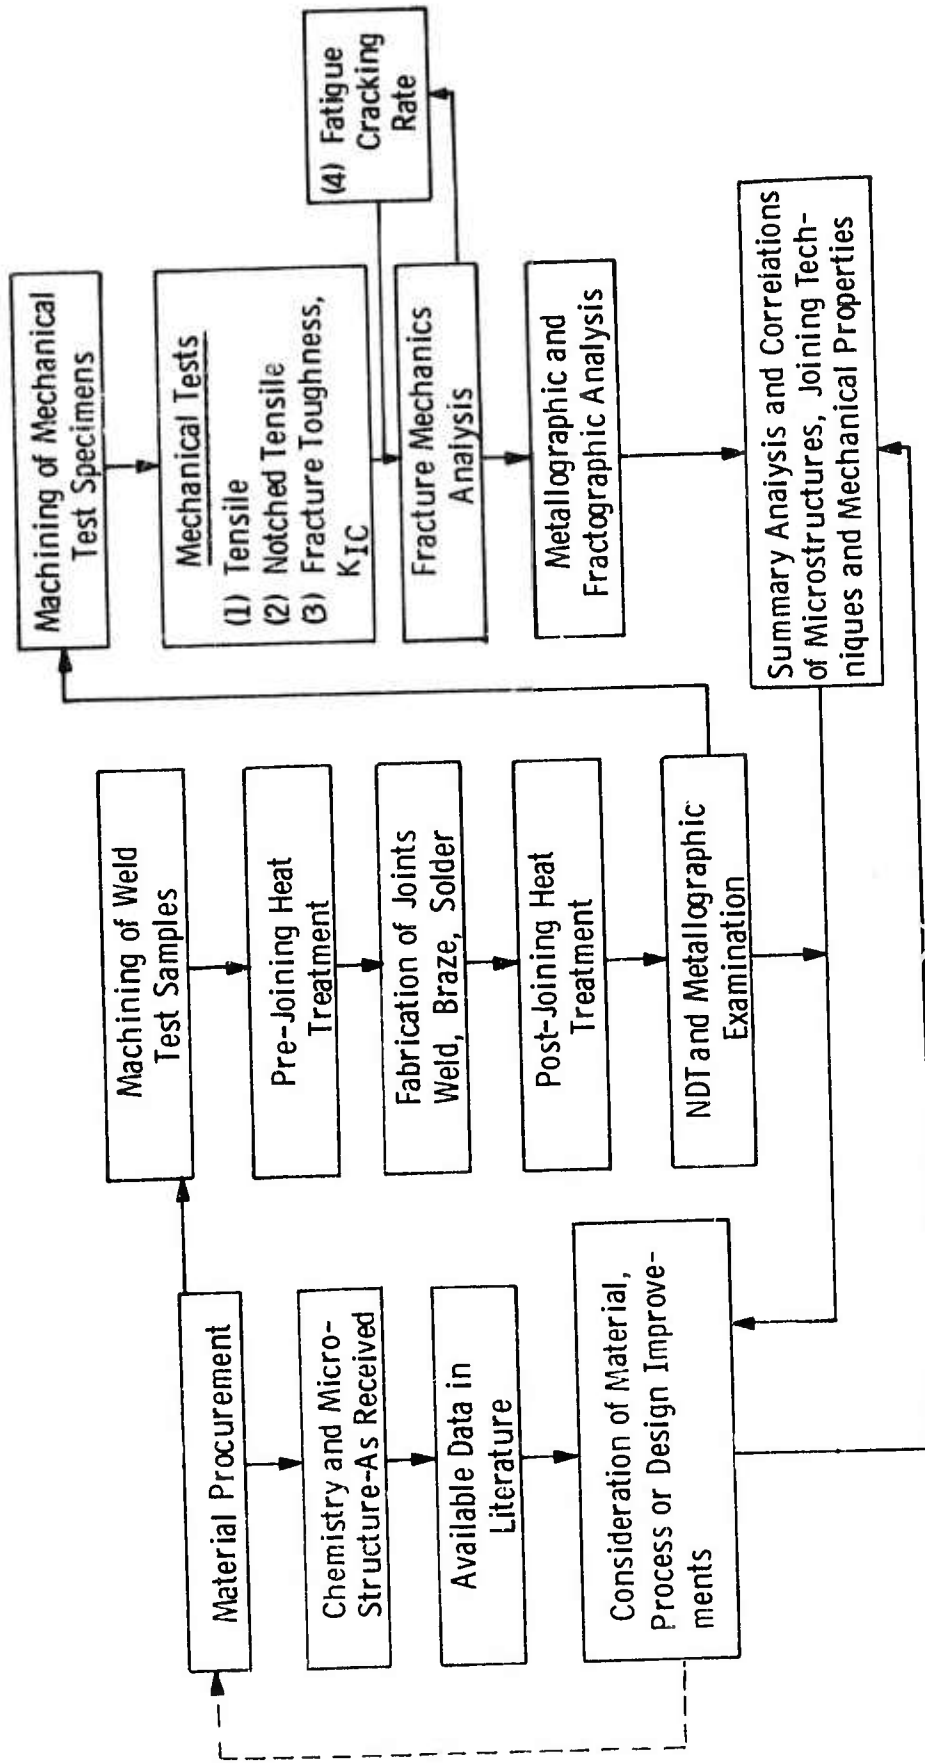 Material Procurement
Chemistry and Micro-
Structure-As Received
Available Data in
Literature
Consideration of Material,
Process or Design Improve-
ments
Machining of Weld
Test Samples
Pre-Joining Heat
Treatment
Fabrication of Joints
Weld, Braze, Solder
Post-Joining Heat
Treatment
NDT and Metallographic
Examination
Machining of Mechanical
Test Specimens
Mechanical Tests
(1) Tensile
(2) Notched Tensile
(3) Fracture Toughness,
KIC
(4) Fatigue
Cracking
Rate
Fracture Mechanics
Analysis
Metallographic and
Fractographic Analysis
Summary Analysis and Correlations
of Microstructures, Joining Tech-
niques and Mechanical Properties